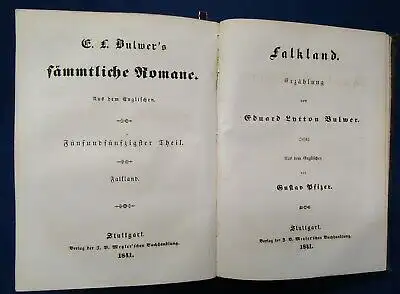 E. L. Bulwer's
sämmtliche Romane.
Aus dem Englischen.
Fünfundfünfzigster Theil.
Falkland.
Stuttgart.
Verlag der J. B. Metzler'schen Buchhandlung.
1841.
Falkland.
Erzählung
von
Eduard Lytton Bulwer.
Aus dem Englischen
von
Gustav Pfizer.
Stuttgart.
Verlag der J. B. Metzler'schen Buchhandlung.
1841.